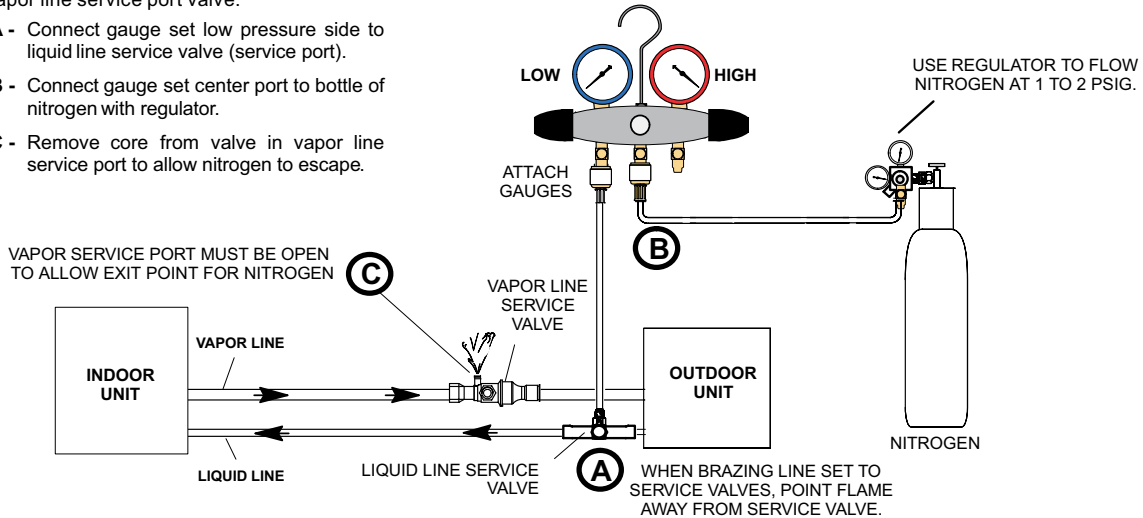 vapor line service port valve.
A - Connect gauge set low pressure side to
liquid line service valve (service port).
B - Connect gauge set center port to bottle of
nitrogen with regulator.
C - Remove core from valve in vapor line
service port to allow nitrogen to escape.
LOW
HIGH
USE REGULATOR TO FLOW
NITROGEN AT 1 TO 2 PSIG.
ATTACH
GAUGES
B
VAPOR SERVICE PORT MUST BE OPEN
TO ALLOW EXIT POINT FOR NITROGEN
C
VAPOR LINE
SERVICE
VALVE
INDOOR
UNIT
VAPOR LINE
OUTDOOR
UNIT
LIQUID LINE
LIQUID LINE SERVICE
VALVE
A
WHEN BRAZING LINE SET TO
SERVICE VALVES, POINT FLAME
AWAY FROM SERVICE VALVE.
NITROGEN